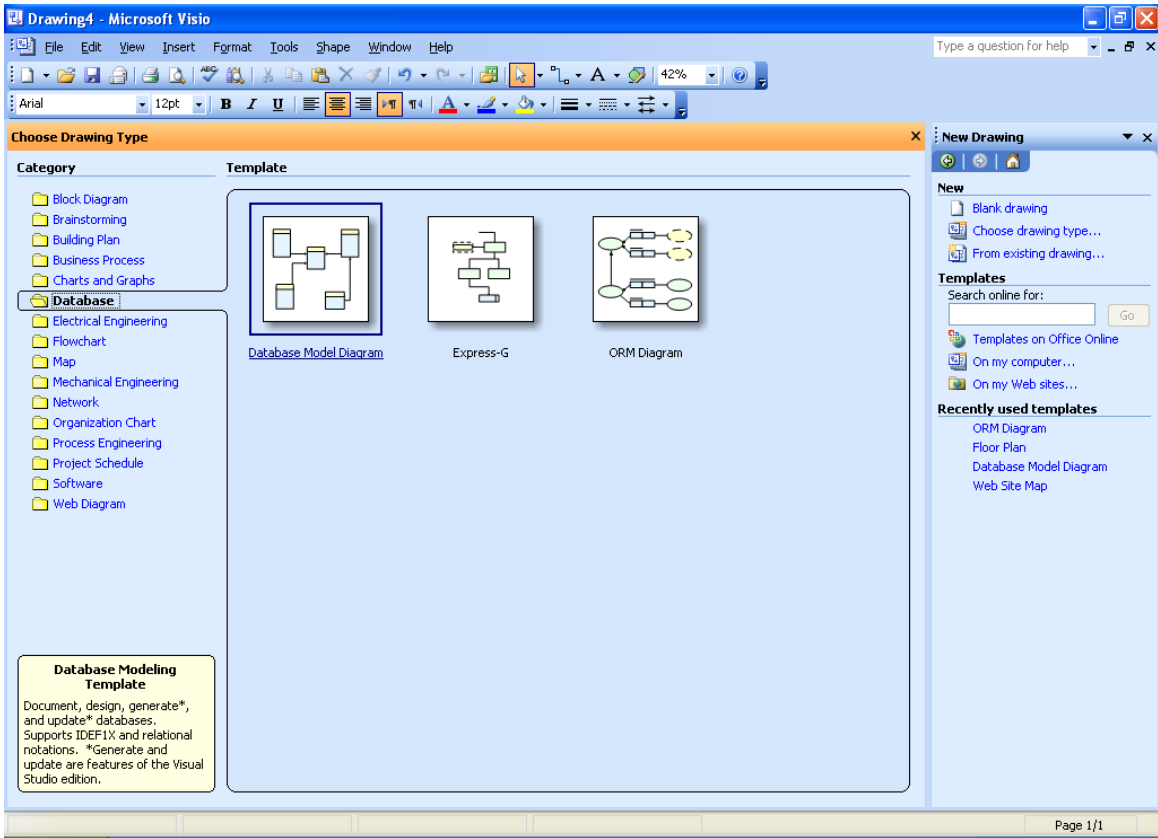 Drawing4 - Microsoft Visio
File Edit View Insert Format Tools Shape Window Help
Type a question for help
42%
Arial 12pt B I U
Choose Drawing Type
Category
Template
Block Diagram
Brainstorming
Building Plan
Business Process
Charts and Graphs
Database
Electrical Engineering
Flowchart
Map
Mechanical Engineering
Network
Organization Chart
Process Engineering
Project Schedule
Software
Web Diagram
Database Model Diagram
Express-G
ORM Diagram
Database Modeling
Template
Document, design, generate*,
and update* databases.
Supports IDEF1X and relational
notations. *Generate and
update are features of the Visual
Studio edition.
New Drawing
New
Blank drawing
Choose drawing type...
From existing drawing...
Templates
Search online for:
Go
Templates on Office Online
On my computer...
On my Web sites...
Recently used templates
ORM Diagram
Floor Plan
Database Model Diagram
Web Site Map
Page 1/1